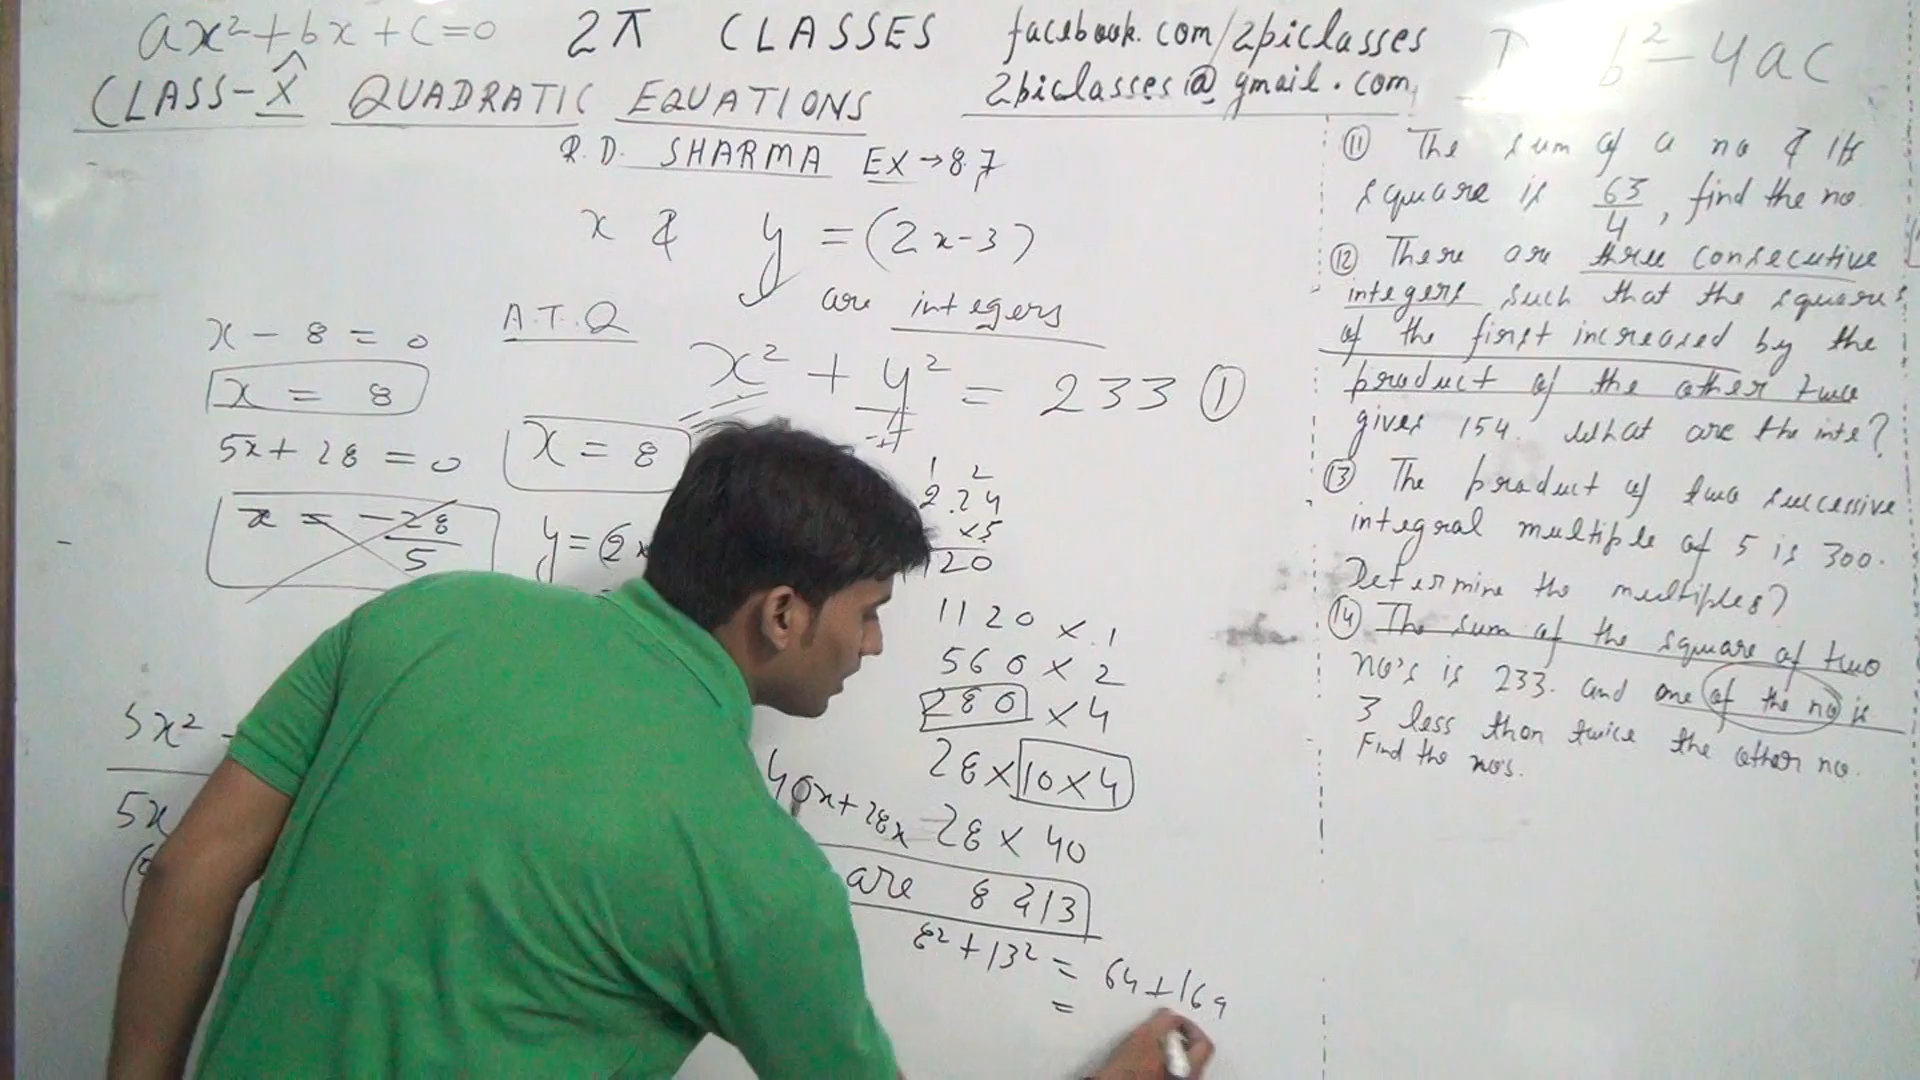 ax²+bx+c=0 2π CLASSES facebook.com/2piclasses b²-4ac
CLASS-X QUADRATIC EQUATIONS 2piclasses@gmail.com
R.D. SHARMA EX→8.7
x & y = (2x-3)
are integers
A.T.Q
x² + y² = 233 ①
x - 8 = 0
x = 8
5x + 28 = 0
x = -28/5
x = 8
y = (2x
5x²
5x
40x+28x
1 2
2 24
x5
1120
1120 x 1
560 x 2
280 x 4
28 x 10 x 4
28 x 40
are 8 & 13
8² + 13² = 64 + 169
=
⑪ The sum of a no & its
square is 63/4, find the no.
⑫ There are three consecutive
integers such that the squares
of the first increased by the
product of the other two
gives 154. What are the inte?
⑬ The product of two successive
integral multiple of 5 is 300.
Determine the multiples?
⑭ The sum of the square of two
no's is 233. and one of the no is
3 less than twice the other no.
Find the no's.